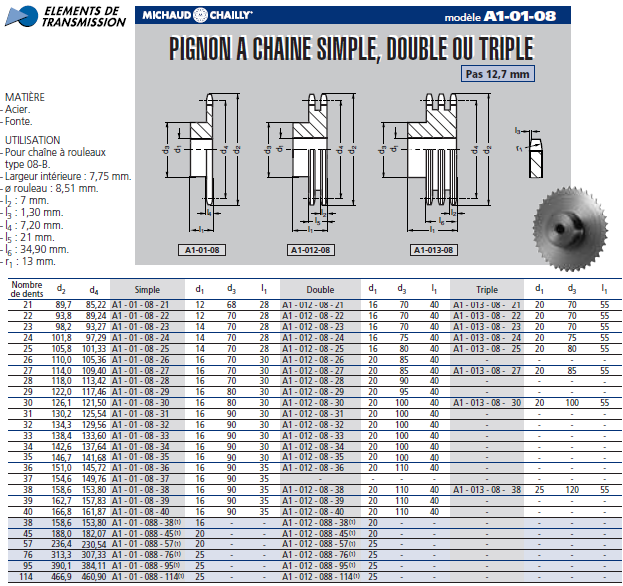 ELEMENTS DE
TRANSMISSION
MICHAUD CHAILLY
modèle A1-01-08
PIGNON A CHAINE SIMPLE, DOUBLE OU TRIPLE
Pas 12,7 mm
MATIÈRE
- Acier.
- Fonte.
UTILISATION
- Pour chaîne à rouleaux
type 08-B.
- Largeur intérieure : 7,75 mm.
- ø rouleau : 8,51 mm.
- l2 : 7 mm.
- l3 : 1,30 mm.
- l4 : 7,20 mm.
- l5 : 21 mm.
- l6 : 34,90 mm.
- r1 : 13 mm.
d3 d1 d4 d2 l4 l1
d3 d1 d4 d2 l2 l5 l1
d3 d1 d4 d2 l2 l6 l1
l3 r1
A1-01-08 A1-012-08 A1-013-08
Nombre de dents d2 d4 Simple d1 d3 l1 Double d1 d3 l1 Triple d1 d3 l1
21 89,7 85,22 A1 - 01 - 08 - 21 12 68 28 A1 - 012 - 08 - 21 16 70 40 A1 - 013 - 08 - 21 20 70 55
22 93,8 89,24 A1 - 01 - 08 - 22 12 70 28 A1 - 012 - 08 - 22 16 70 40 A1 - 013 - 08 - 22 20 70 55
23 98,2 93,27 A1 - 01 - 08 - 23 14 70 28 A1 - 012 - 08 - 23 16 70 40 A1 - 013 - 08 - 23 20 70 55
24 101,8 97,29 A1 - 01 - 08 - 24 14 70 28 A1 - 012 - 08 - 24 16 75 40 A1 - 013 - 08 - 24 20 75 55
25 105,8 101,33 A1 - 01 - 08 - 25 14 70 28 A1 - 012 - 08 - 25 16 80 40 A1 - 013 - 08 - 25 20 80 55
26 110,0 105,36 A1 - 01 - 08 - 26 16 70 30 A1 - 012 - 08 - 26 20 85 40 - - - -
27 114,0 109,40 A1 - 01 - 08 - 27 16 70 30 A1 - 012 - 08 - 27 20 85 40 A1 - 013 - 08 - 27 20 85 55
28 118,0 113,42 A1 - 01 - 08 - 28 16 70 30 A1 - 012 - 08 - 28 20 90 40 - - - -
29 122,0 117,46 A1 - 01 - 08 - 29 16 80 30 A1 - 012 - 08 - 29 20 95 40 - - - -
30 126,1 121,50 A1 - 01 - 08 - 30 16 80 30 A1 - 012 - 08 - 30 20 100 40 A1 - 013 - 08 - 30 20 100 55
31 130,2 125,54 A1 - 01 - 08 - 31 16 90 30 A1 - 012 - 08 - 31 20 100 40 - - - -
32 134,3 129,56 A1 - 01 - 08 - 32 16 90 30 A1 - 012 - 08 - 32 20 100 40 - - - -
33 138,4 133,60 A1 - 01 - 08 - 33 16 90 30 A1 - 012 - 08 - 33 20 100 40 - - - -
34 142,6 137,64 A1 - 01 - 08 - 34 16 90 30 A1 - 012 - 08 - 34 20 100 40 - - - -
35 146,7 141,68 A1 - 01 - 08 - 35 16 90 30 A1 - 012 - 08 - 35 20 100 40 - - - -
36 151,0 145,72 A1 - 01 - 08 - 36 16 90 35 A1 - 012 - 08 - 36 20 110 40 - - - -
37 154,6 149,76 A1 - 01 - 08 - 37 16 90 35 - - - - - - - -
38 158,6 153,80 A1 - 01 - 08 - 38 16 90 35 A1 - 012 - 08 - 38 20 110 40 A1 - 013 - 08 - 38 25 120 55
39 162,7 157,83 A1 - 01 - 08 - 39 16 90 35 A1 - 012 - 08 - 39 20 110 40 - - - -
40 166,8 161,87 A1 - 01 - 08 - 40 16 90 35 A1 - 012 - 08 - 40 20 110 40 - - - -
38 158,6 153,80 A1 - 01 - 088 - 38(1) 16 - - A1 - 012 - 088 - 38(1) 20 - - - - - -
45 188,0 182,07 A1 - 01 - 088 - 45(1) 20 - - A1 - 012 - 088 - 45(1) 20 - - - - - -
57 236,4 230,54 A1 - 01 - 088 - 57(1) 20 - - A1 - 012 - 088 - 57(1) 25 - - - - - -
76 313,3 307,33 A1 - 01 - 088 - 76(1) 25 - - A1 - 012 - 088 - 76(1) 25 - - - - - -
95 390,1 384,11 A1 - 01 - 088 - 95(1) 25 - - A1 - 012 - 088 - 95(1) 25 - - - - - -
114 466,9 460,90 A1 - 01 - 088 - 114(1) 25 - - A1 - 012 - 088 - 114(1) 25 - - - - - -